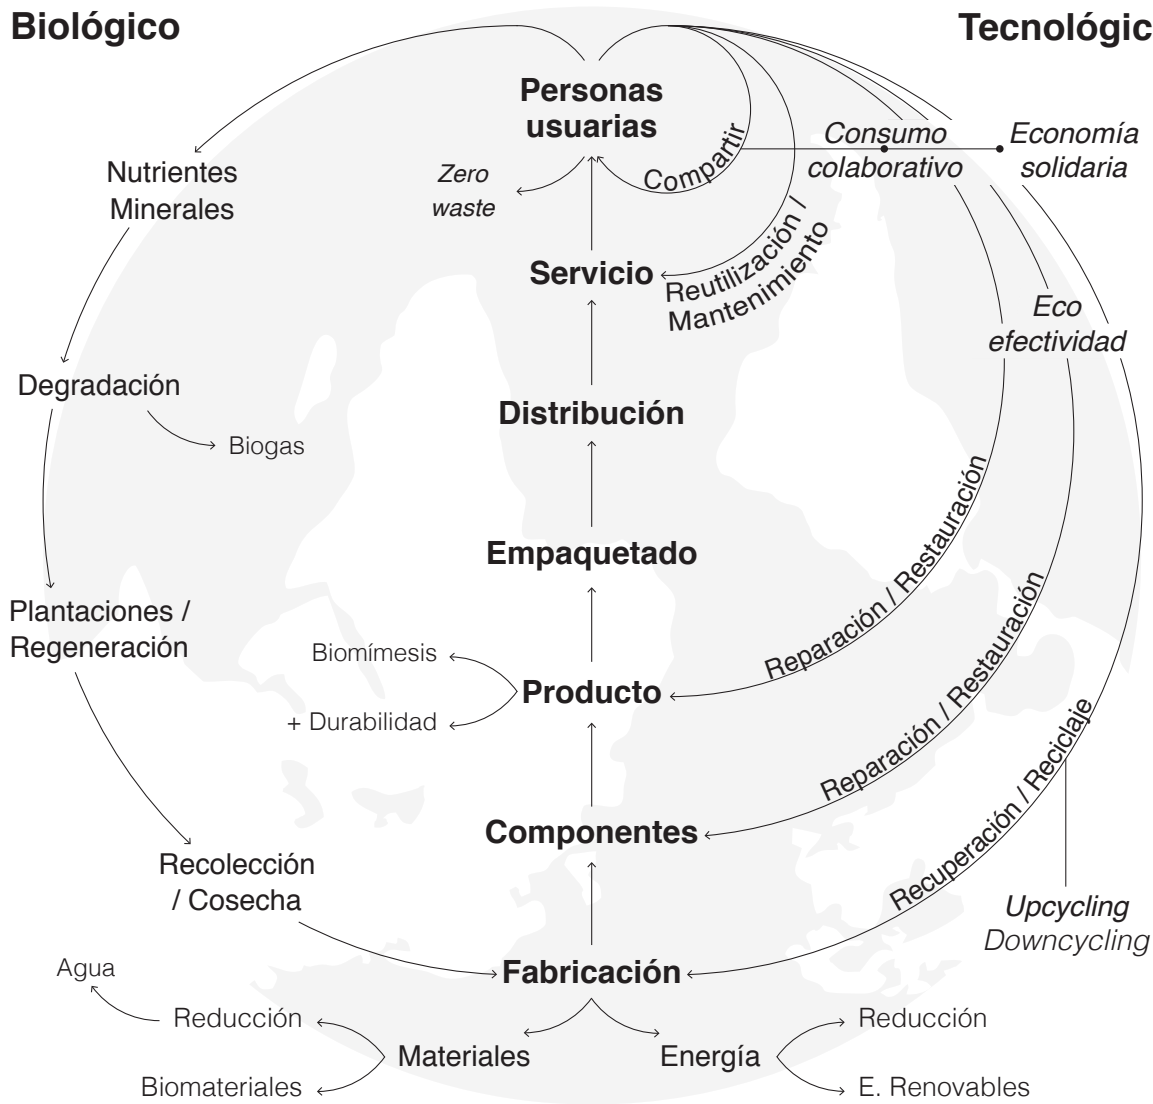 Biológico
Tecnológic
Personas
usuarias
Consumo
colaborativo
Economía
solidaria
Compartir
Zero
waste
Nutrientes
Minerales
Servicio
Reutilización /
Mantenimiento
Eco
efectividad
Degradación
Biogas
Distribución
Empaquetado
Reparación / Restauración
Plantaciones /
Regeneración
Biomímesis
Producto
+ Durabilidad
Reparación / Restauración
Componentes
Recuperación / Reciclaje
Recolección
/ Cosecha
Upcycling
Downcycling
Fabricación
Agua
Reducción
Materiales
Biomateriales
Energía
Reducción
E. Renovables